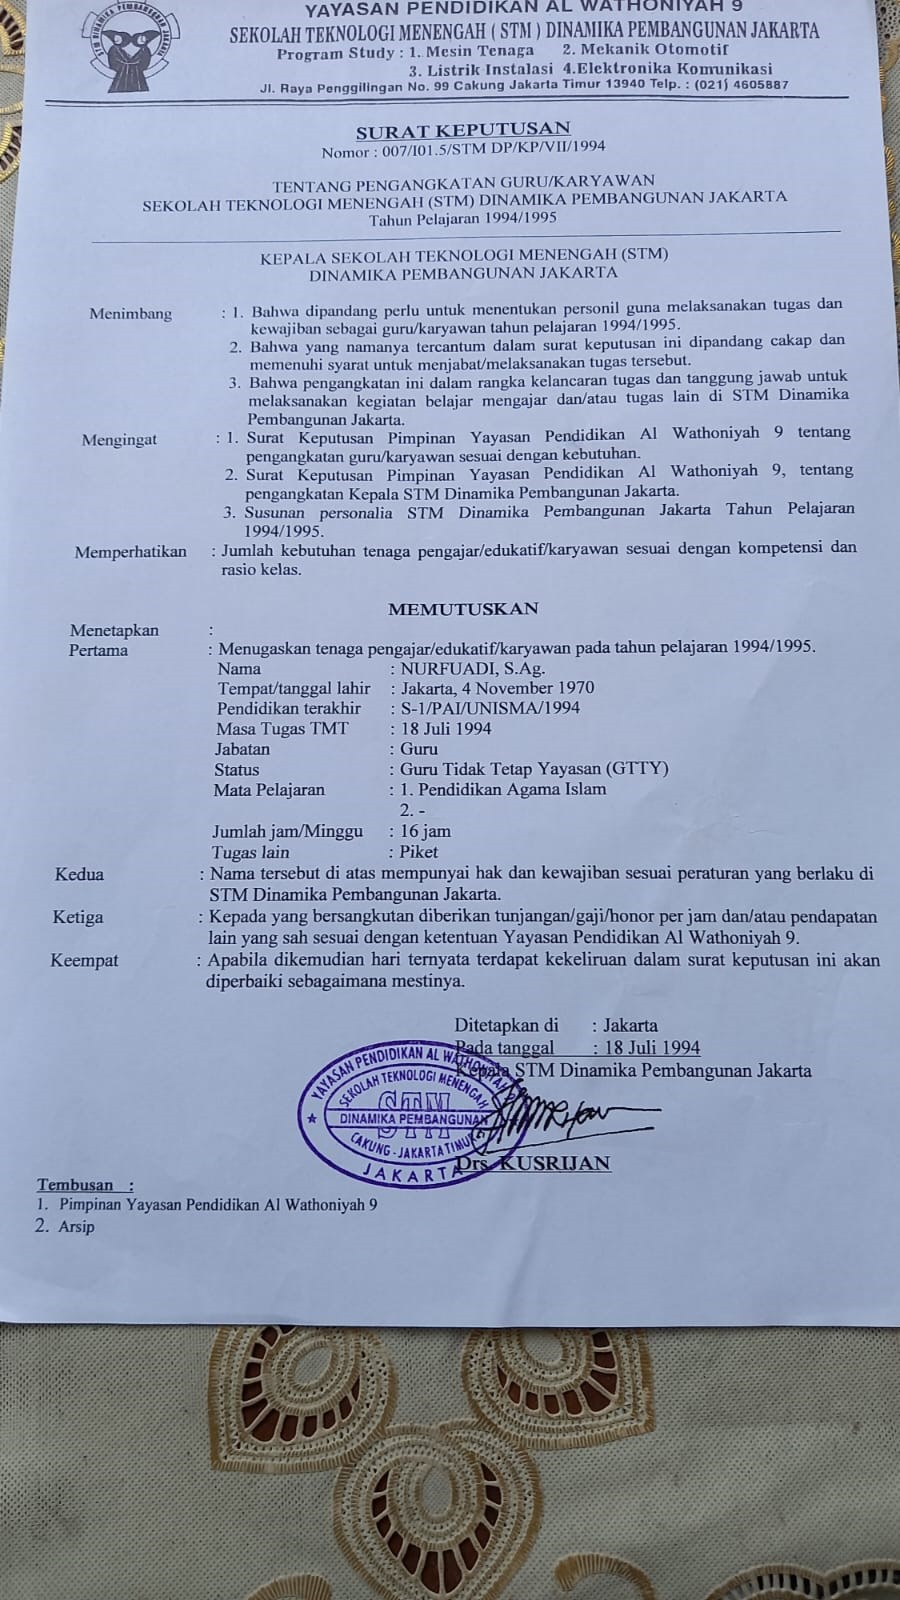 YAYASAN PENDIDIKAN AL WATHONIYAH 9
SEKOLAH TEKNOLOGI MENENGAH ( STM ) DINAMIKA PEMBANGUNAN JAKARTA
Program Study : 1. Mesin Tenaga 2. Mekanik Otomotif
3. Listrik Instalasi 4.Elektronika Komunikasi
Jl. Raya Penggilingan No. 99 Cakung Jakarta Timur 13940 Telp. : (021) 4605887
SURAT KEPUTUSAN
Nomor : 007/I01.5/STM DP/KP/VII/1994
TENTANG PENGANGKATAN GURU/KARYAWAN
SEKOLAH TEKNOLOGI MENENGAH (STM) DINAMIKA PEMBANGUNAN JAKARTA
Tahun Pelajaran 1994/1995
KEPALA SEKOLAH TEKNOLOGI MENENGAH (STM)
DINAMIKA PEMBANGUNAN JAKARTA
Menimbang : 1. Bahwa dipandang perlu untuk menentukan personil guna melaksanakan tugas dan
kewajiban sebagai guru/karyawan tahun pelajaran 1994/1995.
2. Bahwa yang namanya tercantum dalam surat keputusan ini dipandang cakap dan
memenuhi syarat untuk menjabat/melaksanakan tugas tersebut.
3. Bahwa pengangkatan ini dalam rangka kelancaran tugas dan tanggung jawab untuk
melaksanakan kegiatan belajar mengajar dan/atau tugas lain di STM Dinamika
Pembangunan Jakarta.
Mengingat : 1. Surat Keputusan Pimpinan Yayasan Pendidikan Al Wathoniyah 9 tentang
pengangkatan guru/karyawan sesuai dengan kebutuhan.
2. Surat Keputusan Pimpinan Yayasan Pendidikan Al Wathoniyah 9, tentang
pengangkatan Kepala STM Dinamika Pembangunan Jakarta.
3. Susunan personalia STM Dinamika Pembangunan Jakarta Tahun Pelajaran
1994/1995.
Memperhatikan : Jumlah kebutuhan tenaga pengajar/edukatif/karyawan sesuai dengan kompetensi dan
rasio kelas.
MEMUTUSKAN
Menetapkan :
Pertama : Menugaskan tenaga pengajar/edukatif/karyawan pada tahun pelajaran 1994/1995.
Nama : NURFUADI, S.Ag.
Tempat/tanggal lahir : Jakarta, 4 November 1970
Pendidikan terakhir : S-1/PAI/UNISMA/1994
Masa Tugas TMT : 18 Juli 1994
Jabatan : Guru
Status : Guru Tidak Tetap Yayasan (GTTY)
Mata Pelajaran : 1. Pendidikan Agama Islam
2. -
Jumlah jam/Minggu : 16 jam
Tugas lain : Piket
Kedua : Nama tersebut di atas mempunyai hak dan kewajiban sesuai peraturan yang berlaku di
STM Dinamika Pembangunan Jakarta.
Ketiga : Kepada yang bersangkutan diberikan tunjangan/gaji/honor per jam dan/atau pendapatan
lain yang sah sesuai dengan ketentuan Yayasan Pendidikan Al Wathoniyah 9.
Keempat : Apabila dikemudian hari ternyata terdapat kekeliruan dalam surat keputusan ini akan
diperbaiki sebagaimana mestinya.
Ditetapkan di : Jakarta
Pada tanggal : 18 Juli 1994
Kepala STM Dinamika Pembangunan Jakarta
YAYASAN PENDIDIKAN AL WATHONIYAH
SEKOLAH TEKNOLOGI MENENGAH
STM
DINAMIKA PEMBANGUNAN
CAKUNG - JAKARTA TIMUR
JAKARTA
Drs. KUSRIJAN
Tembusan :
1. Pimpinan Yayasan Pendidikan Al Wathoniyah 9
2. Arsip